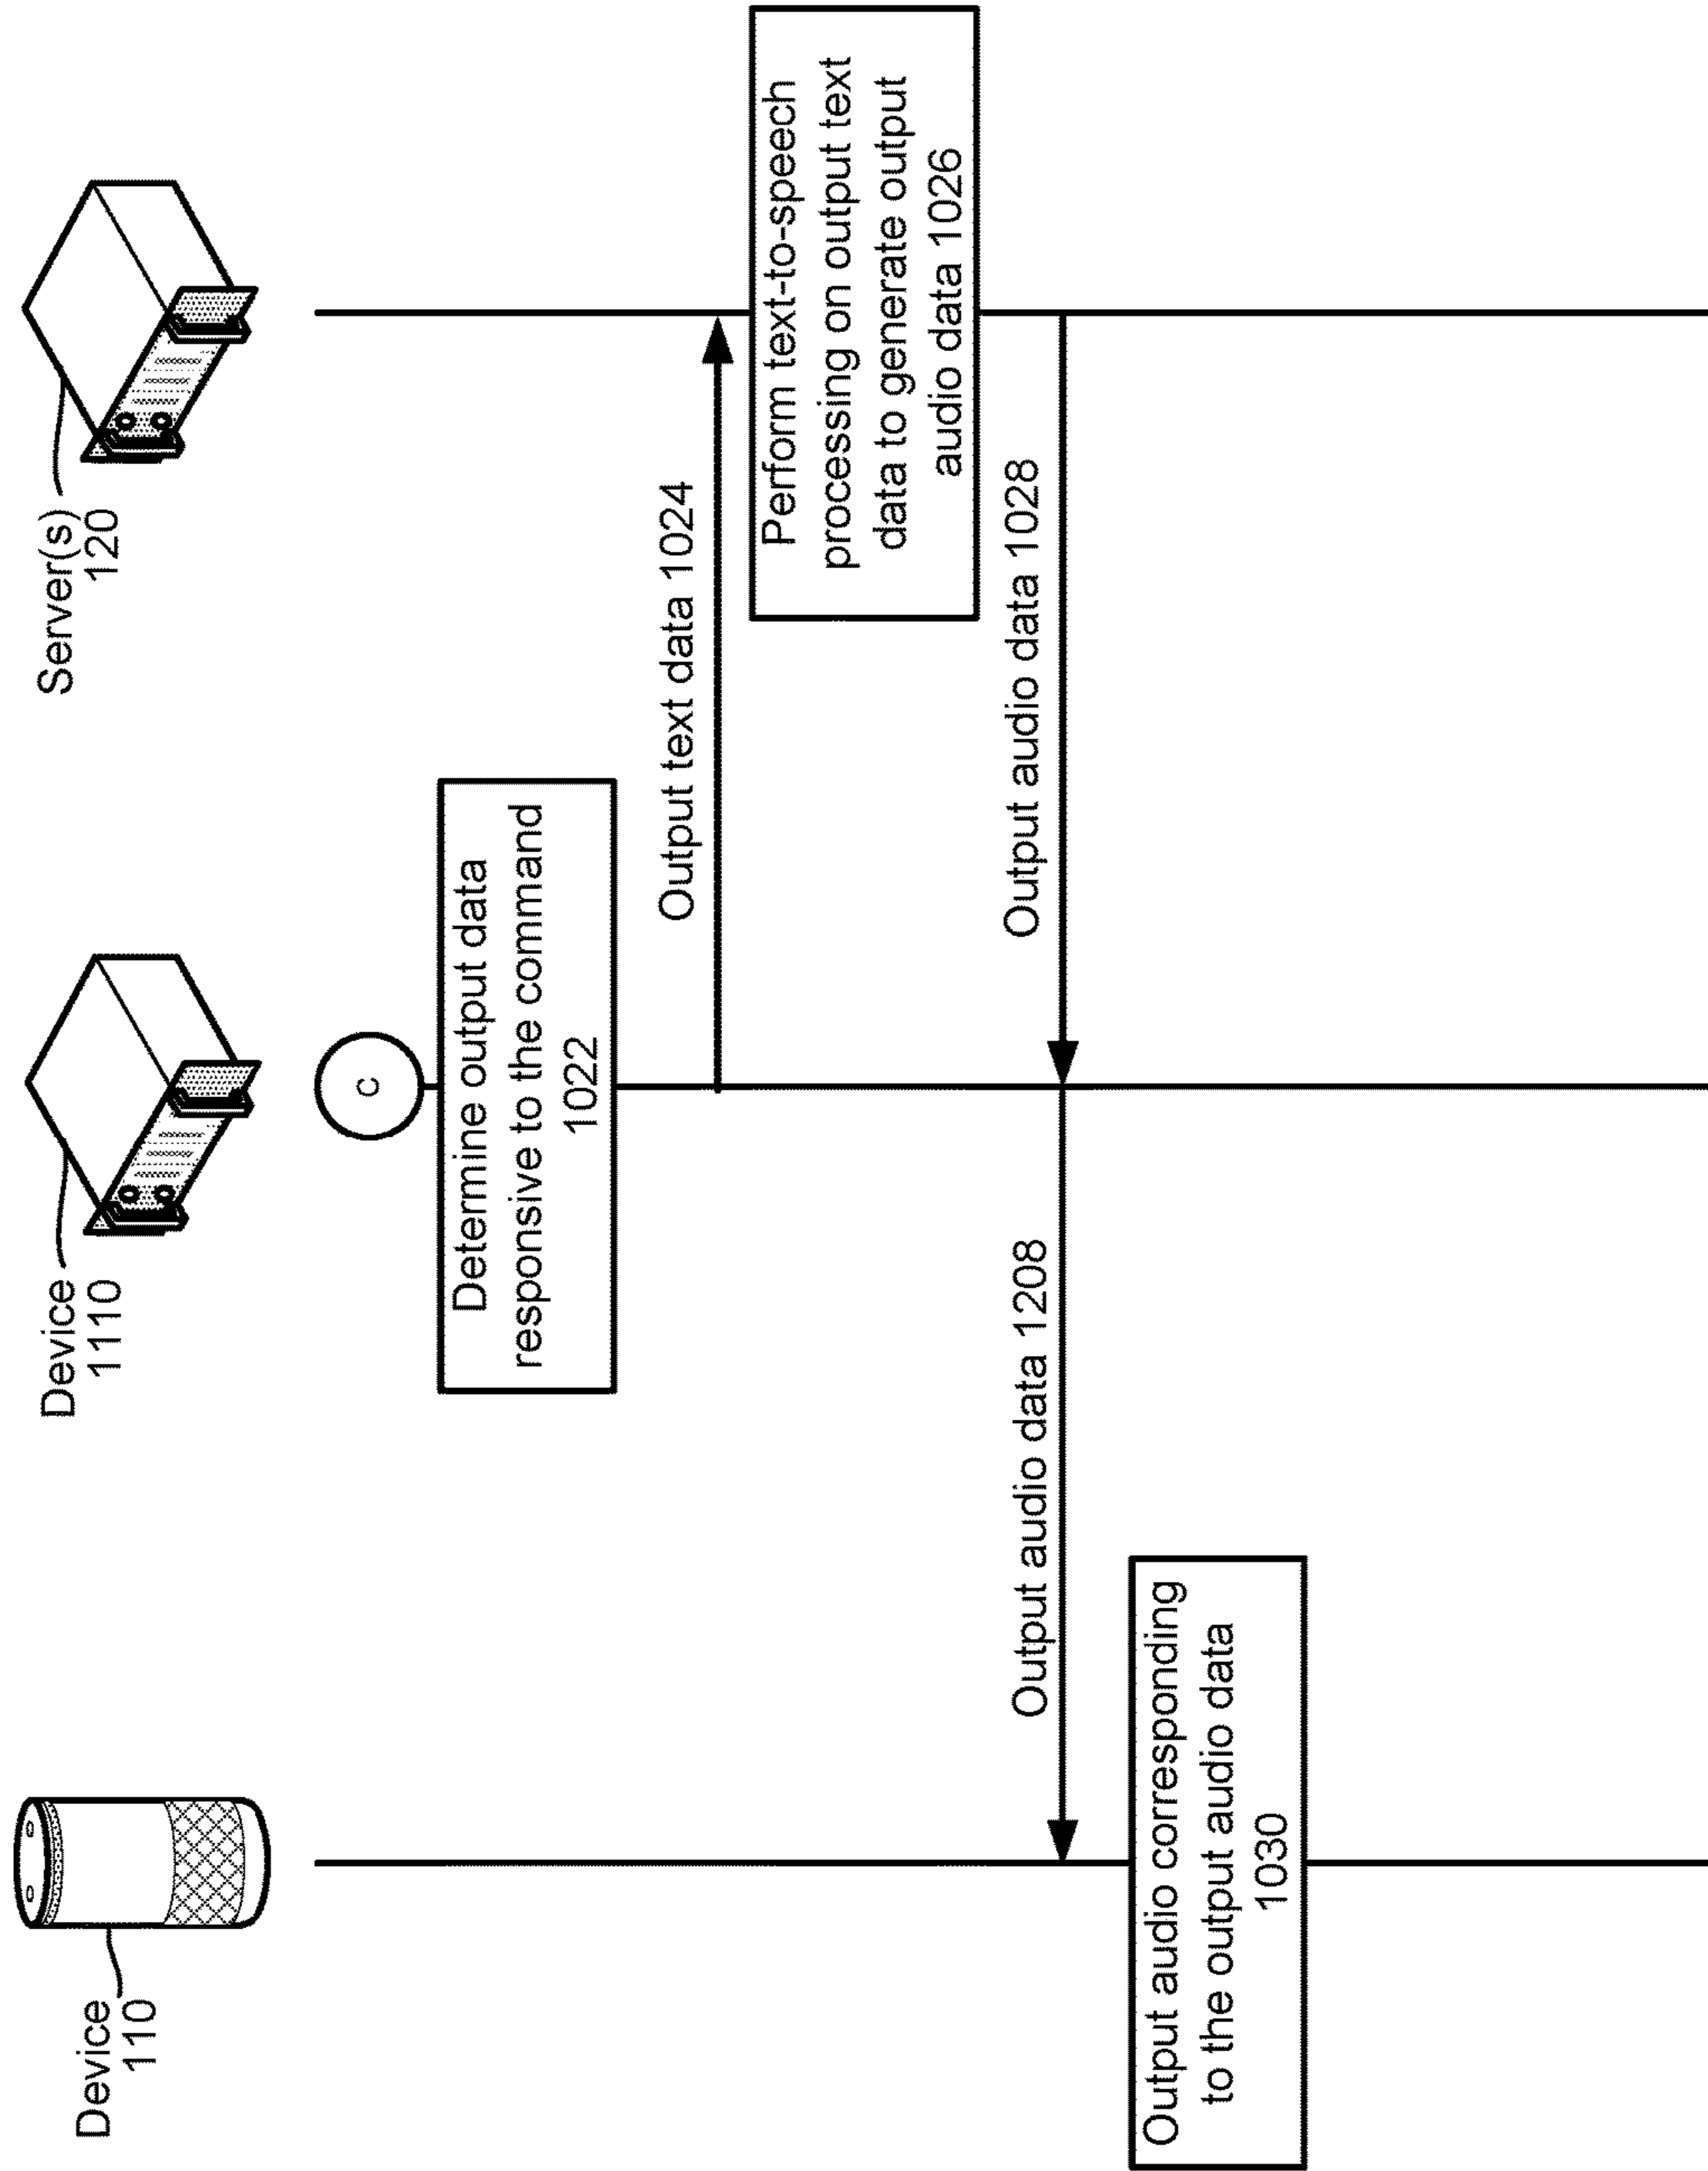 Device
110
Device
1110
Server(s)
120
c
Determine output data
responsive to the command
1022
Output text data 1024
Perform text-to-speech
processing on output text
data to generate output
audio data 1026
Output audio data 1028
Output audio data 1208
Output audio corresponding
to the output audio data
1030